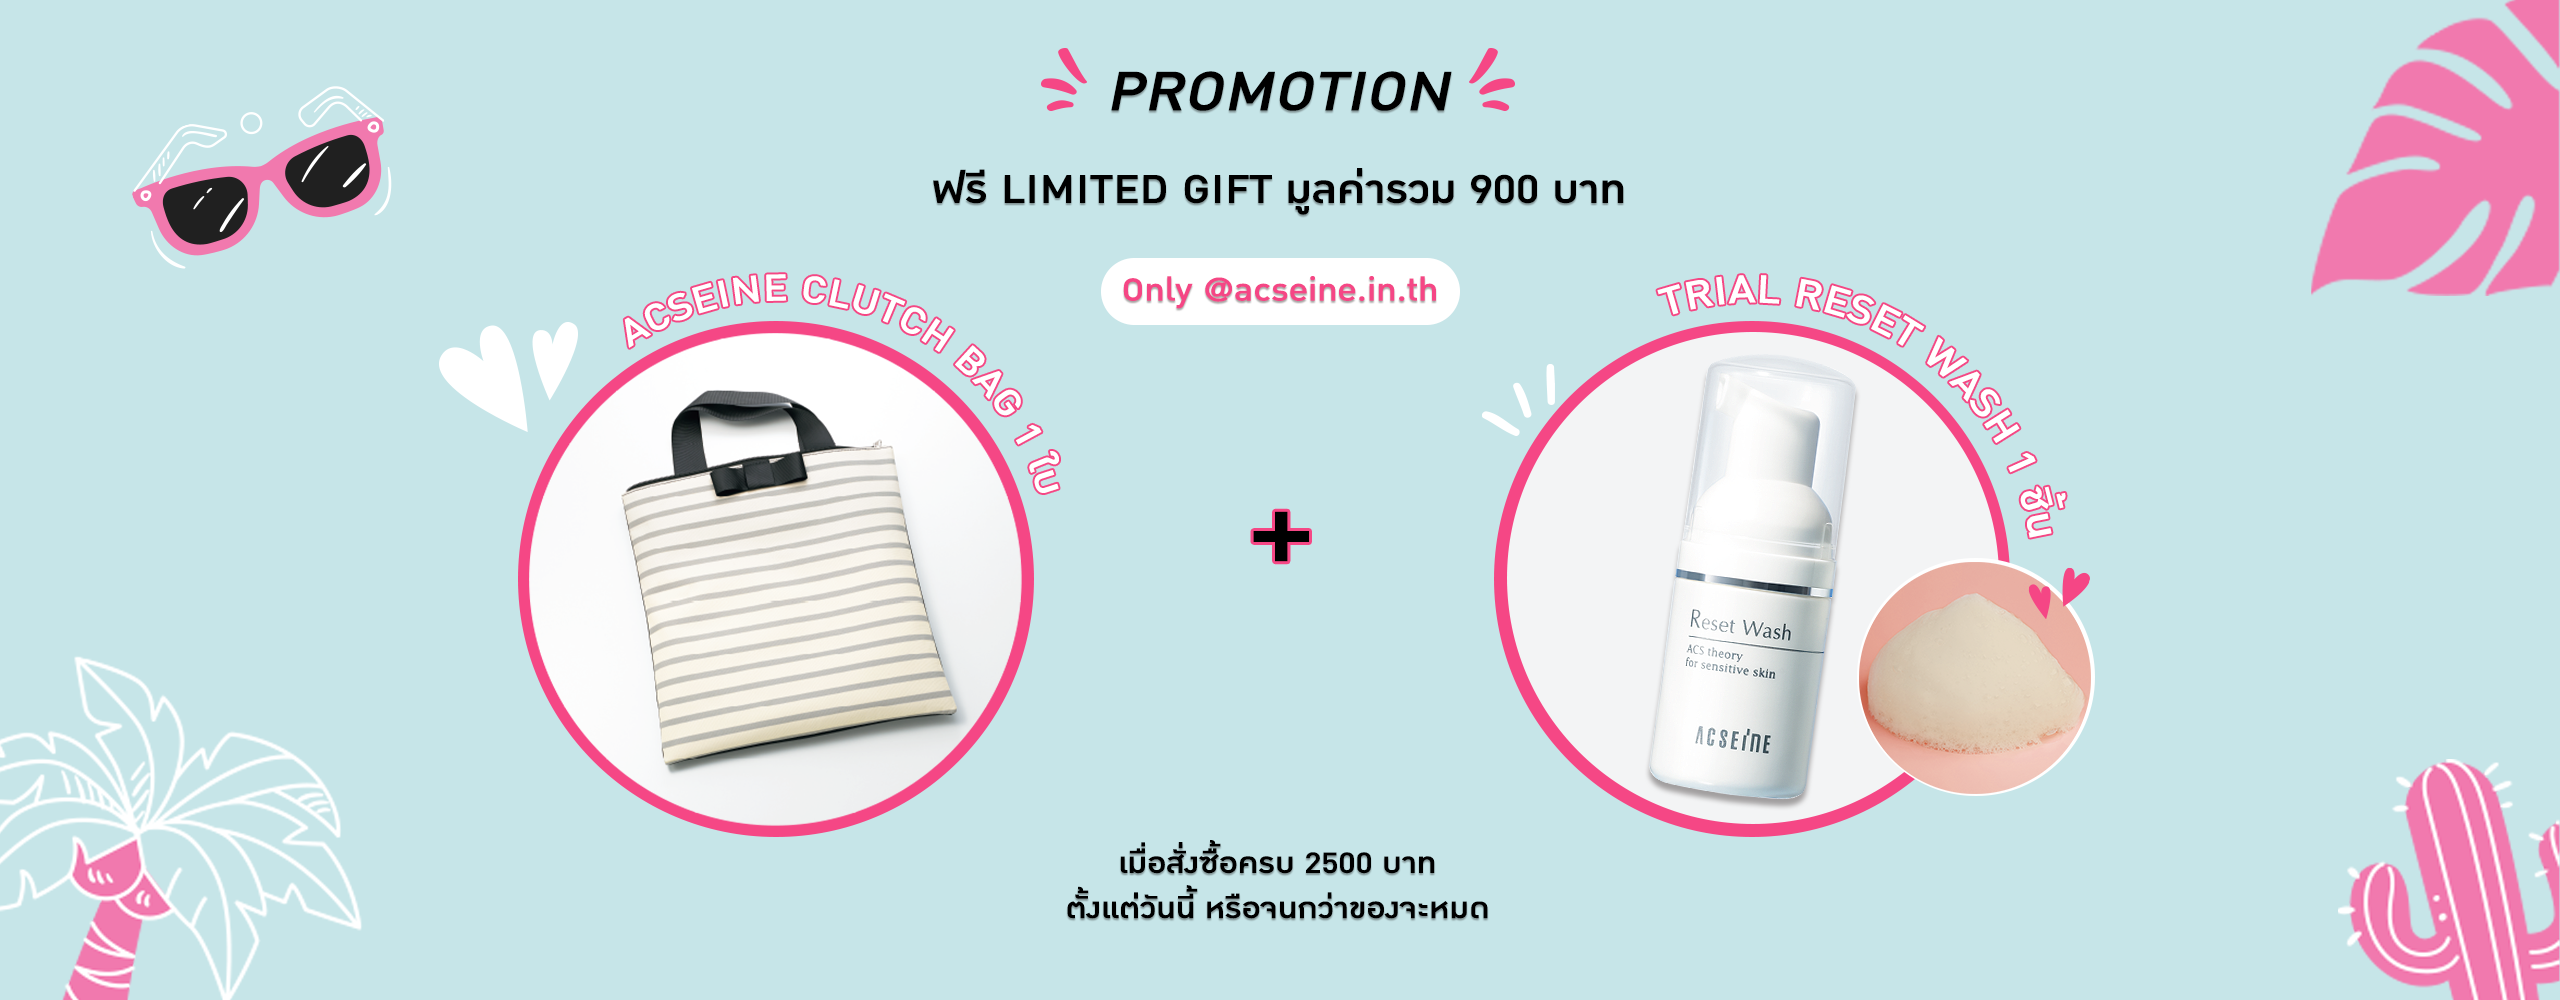 PROMOTION
ฟรี LIMITED GIFT มูลค่ารวม 900 บาท
Only @acseine.in.th
ACSEINE CLUTCH BAG 1 ใบ
TRIAL RESET WASH 1 ชิ้น
+
Reset Wash
ACS theory
for sensitive skin
ACSEINE
เมื่อสั่งซื้อครบ 2500 บาท
ตั้งแต่วันนี้ หรือจนกว่าของจะหมด